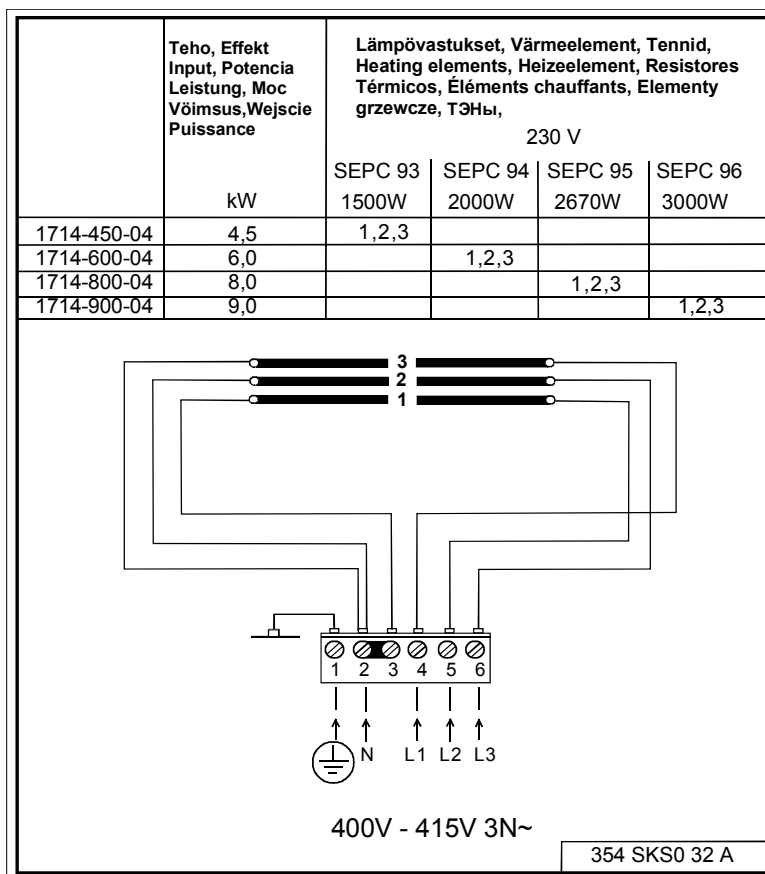 Teho, Effekt
Input, Potencia
Leistung, Moc
Vöimsus,Wejscie
Puissance
kW
Lämpövastukset, Värmeelement, Tennid,
Heating elements, Heizeelement, Resistores
Térmicos, Éléments chauffants, Elementy
grzewcze, ТЭНы,
230 V
SEPC 93 SEPC 94 SEPC 95 SEPC 96
1500W 2000W 2670W 3000W
1714-450-04 4,5 1,2,3
1714-600-04 6,0 1,2,3
1714-800-04 8,0 1,2,3
1714-900-04 9,0 1,2,3
3
2
1
1 2 3 4 5 6
N L1 L2 L3
400V - 415V 3N~
354 SKS0 32 A